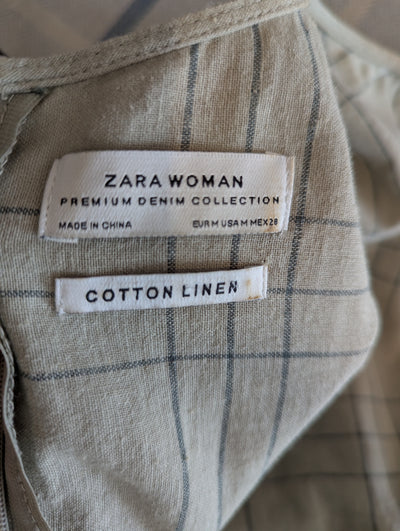 ZARA WOMAN
PREMIUM DENIM COLLECTION
MADE IN CHINA EUR M USA M MEX 28
COTTON LINEN